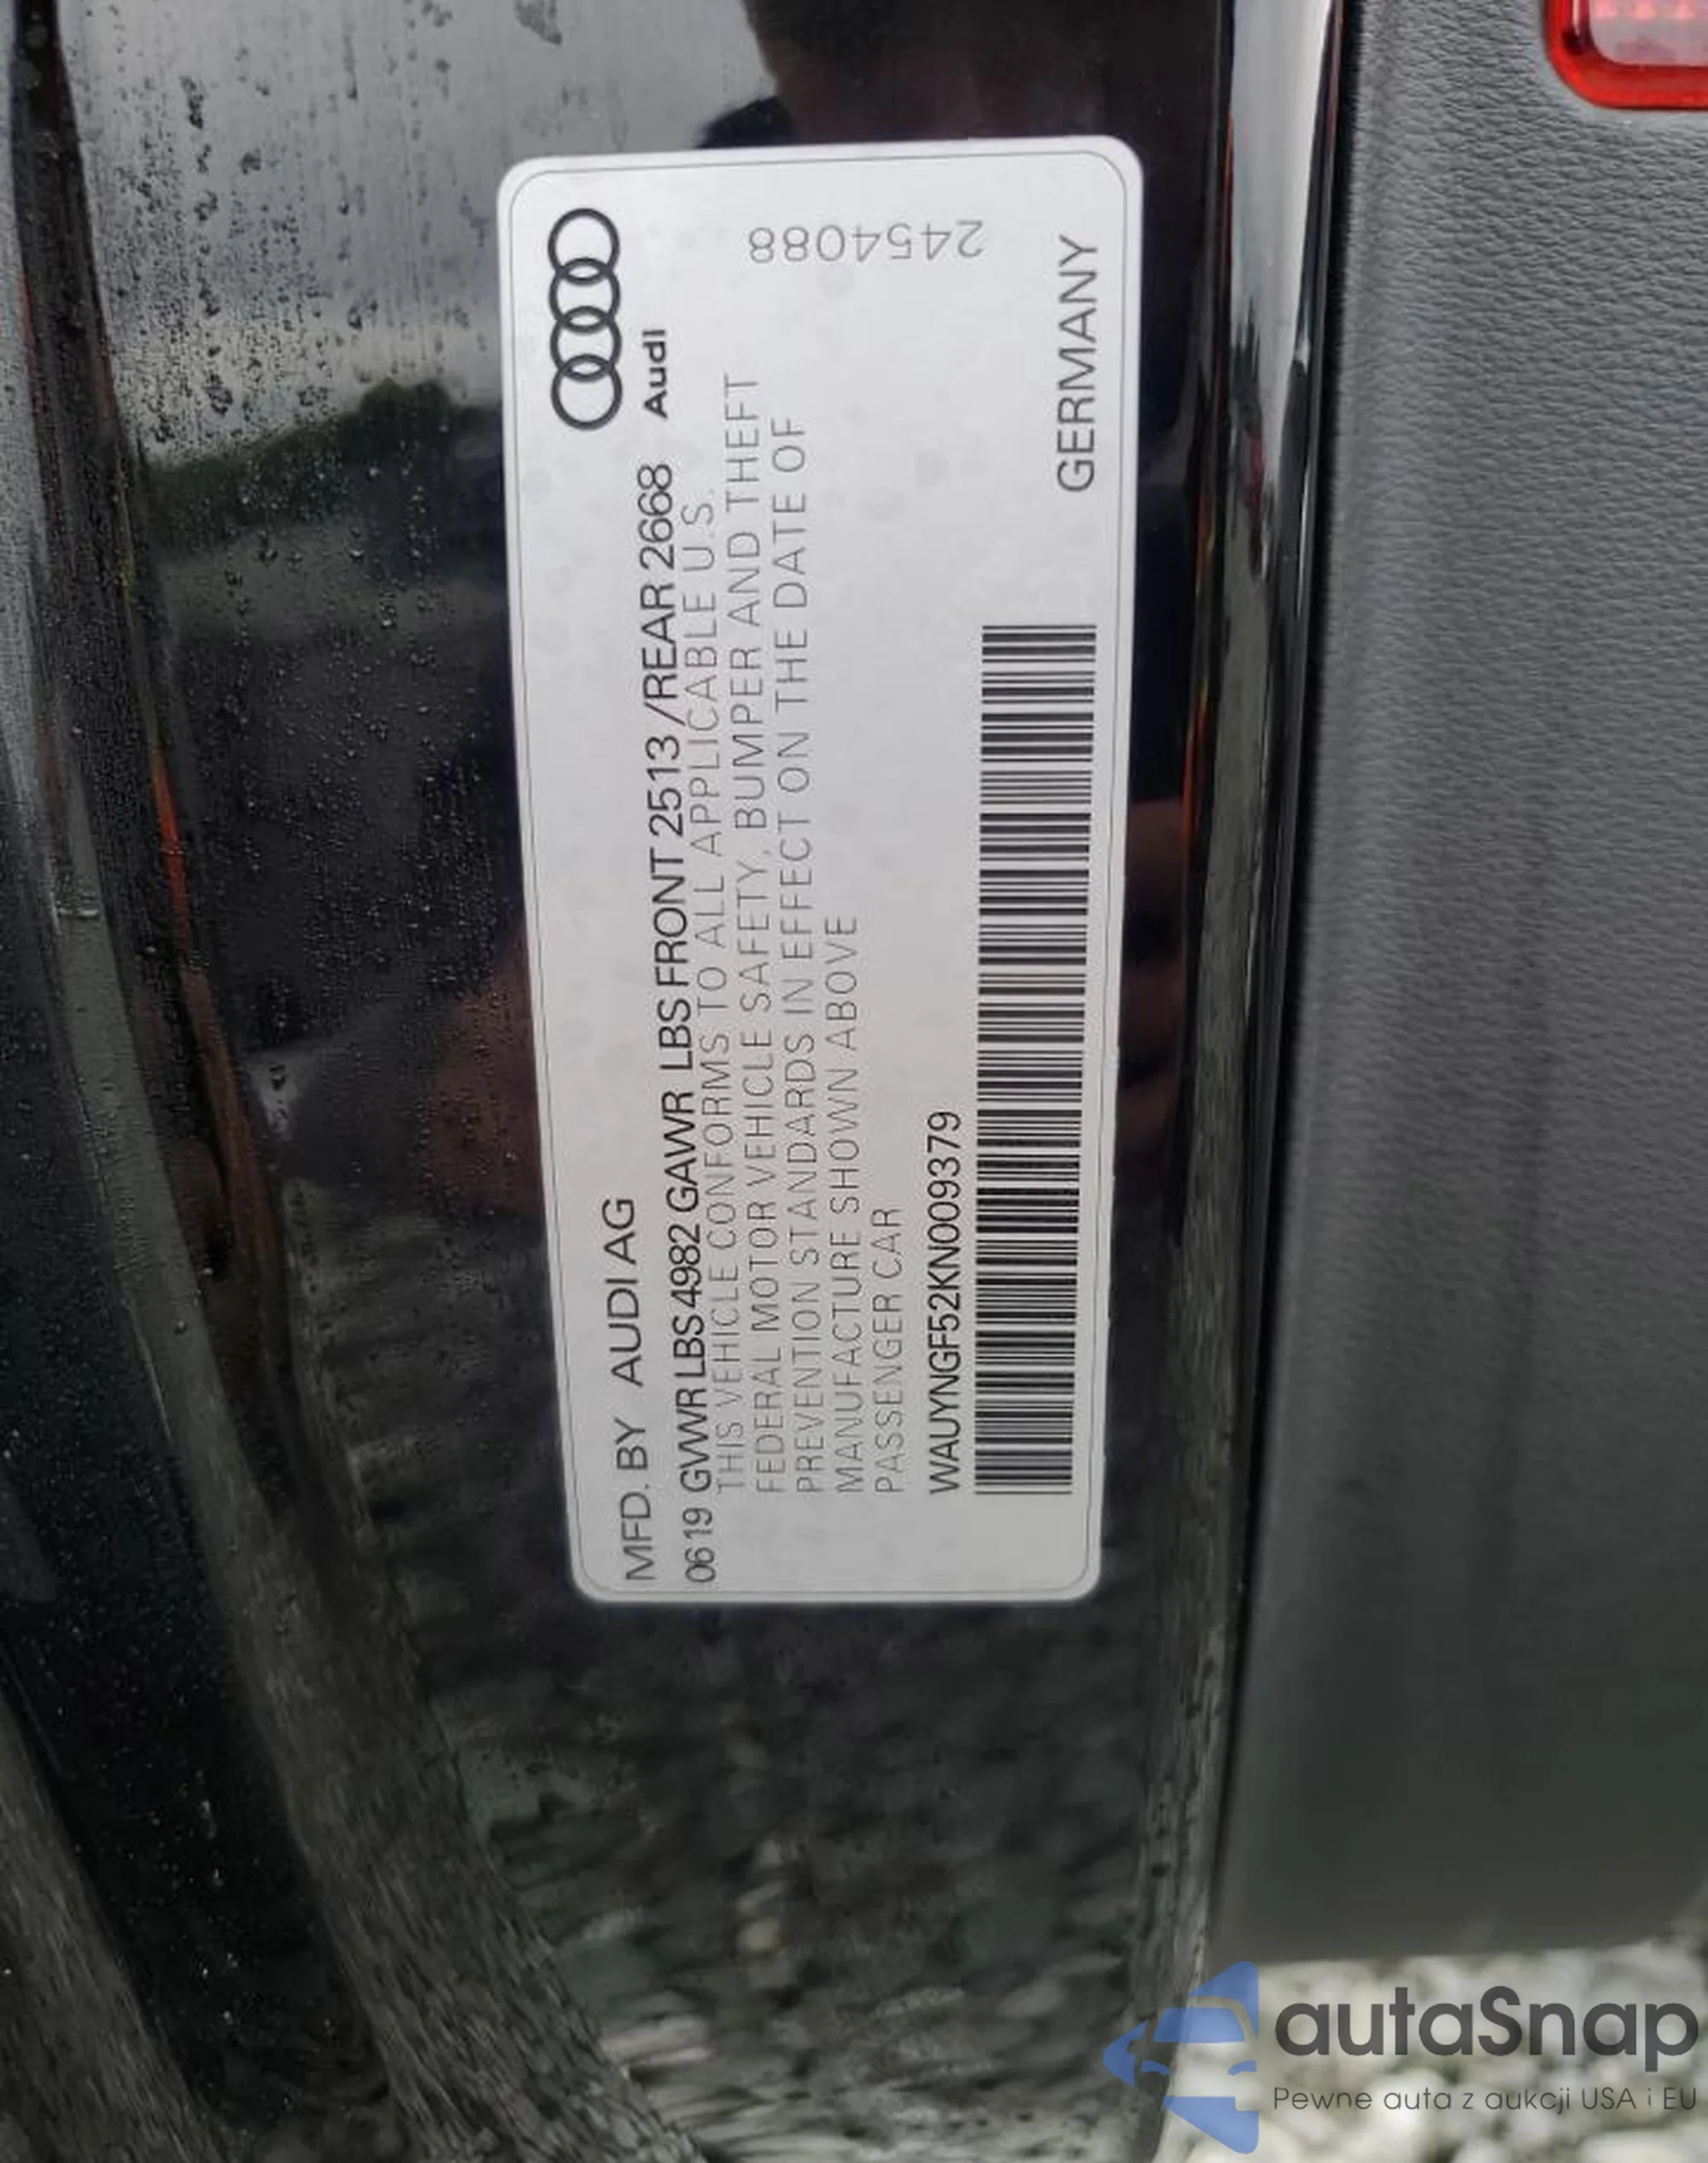 MFD. BY AUDI AG
Audi
06 19 GVWR LBS 4982 GAWR LBS FRONT 2513 /REAR 2668
THIS VEHICLE CONFORMS TO ALL APPLICABLE U.S.
FEDERAL MOTOR VEHICLE SAFETY, BUMPER AND THEFT
PREVENTION STANDARDS IN EFFECT ON THE DATE OF
MANUFACTURE SHOWN ABOVE
PASSENGER CAR
2454088
WAUYNGF52KN009379
GERMANY
autaSnap
Pewne auta z aukcji USA i EU